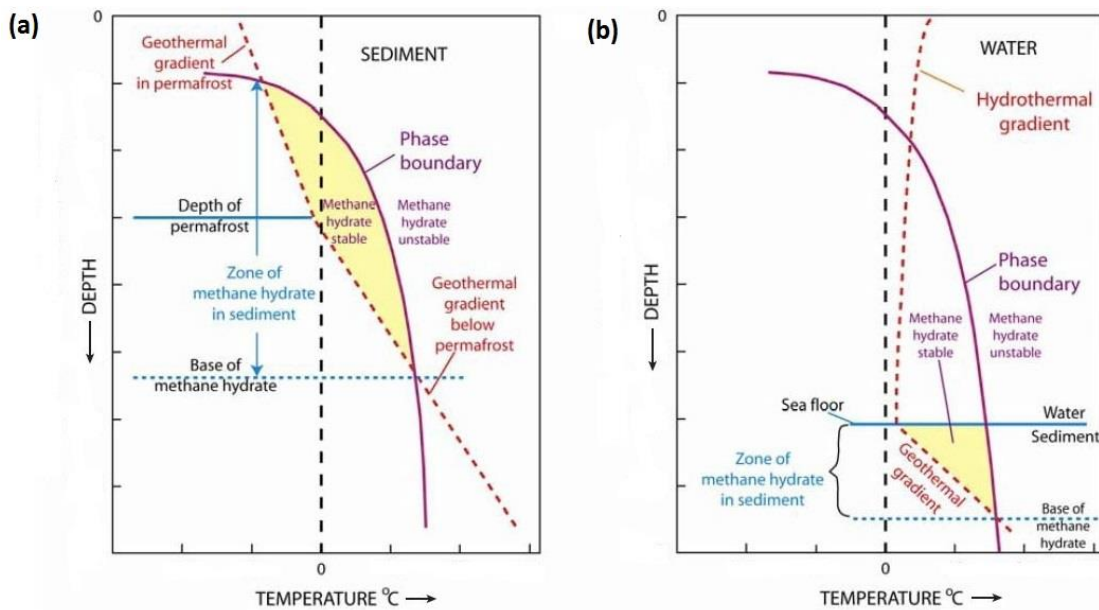 (a)
0
Geothermal
gradient
in permafrost
SEDIMENT
Phase
boundary
Depth of
permafrost
Methane
hydrate
stable
Methane
hydrate
unstable
Zone of
methane hydrate
in sediment
Geothermal
gradient
below
permafrost
Base of
methane hydrate
DEPTH
0
TEMPERATURE °C
(b)
0
WATER
Hydrothermal
gradient
Phase
boundary
Methane
hydrate
stable
Methane
hydrate
unstable
Sea floor
Water
Sediment
Zone of
methane hydrate
in sediment
Geothermal
gradient
Base of
methane
hydrate
DEPTH
0
TEMPERATURE °C